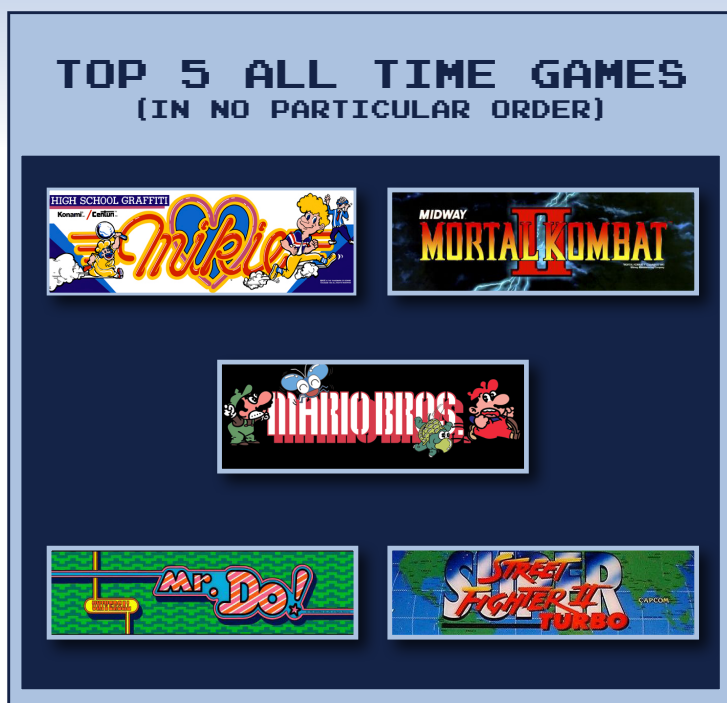 TOP 5 ALL TIME GAMES
(IN NO PARTICULAR ORDER)
HIGH SCHOOL GRAFFITI
Konami / Centuri
mikie
MIDWAY
MORTAL KOMBAT
II
MARIO BROS.
UNIVERSAL
Mr. Do!
SUPER
STREET
FIGHTER II
TURBO
CAPCOM